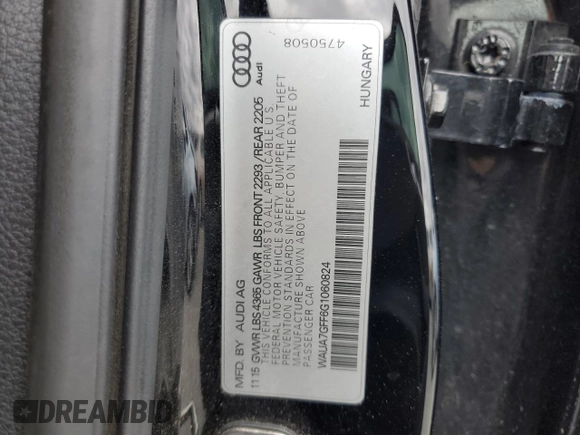 Audi
4750508
MFD. BY AUDI AG
HUNGARY
11 15 GVWR LBS 4365 GAWR LBS FRONT 2293 / REAR 2205
THIS VEHICLE CONFORMS TO ALL APPLICABLE U S
FEDERAL MOTOR VEHICLE SAFETY, BUMPER AND THEFT
PREVENTION STANDARDS IN EFFECT ON THE DATE OF
MANUFACTURE SHOWN ABOVE
PASSENGER CAR
WAUA7GFF6G1060824
DREAMBID